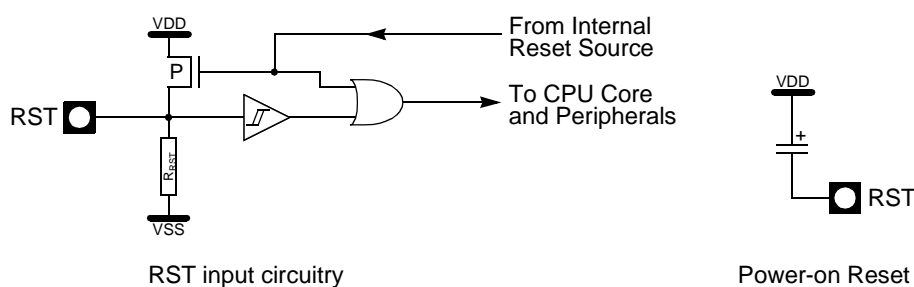 VDD
From Internal
Reset Source
P
To CPU Core
and Peripherals
RST
RRST
VSS
RST input circuitry
VDD
+
RST
Power-on Reset